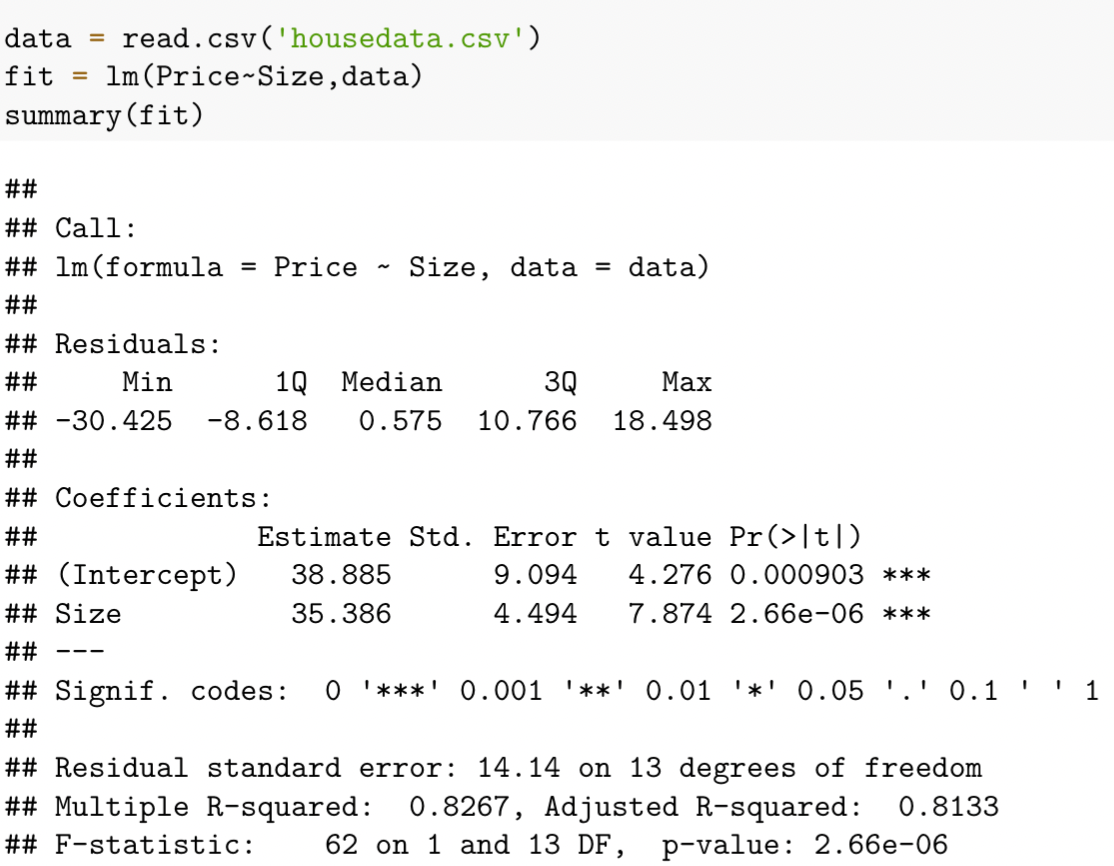 data = read.csv('housedata.csv')
fit = lm(Price~Size,data)
summary(fit)
##
## Call:
## lm(formula = Price ~ Size, data = data)
##
## Residuals:
##     Min      1Q  Median      3Q     Max
## -30.425  -8.618   0.575  10.766  18.498
##
## Coefficients:
##             Estimate Std. Error t value Pr(>|t|)
## (Intercept)   38.885      9.094   4.276 0.000903 ***
## Size          35.386      4.494   7.874 2.66e-06 ***
## ---
## Signif. codes:  0 '***' 0.001 '**' 0.01 '*' 0.05 '.' 0.1 ' ' 1
##
## Residual standard error: 14.14 on 13 degrees of freedom
## Multiple R-squared:  0.8267, Adjusted R-squared:  0.8133
## F-statistic:    62 on 1 and 13 DF,  p-value: 2.66e-06